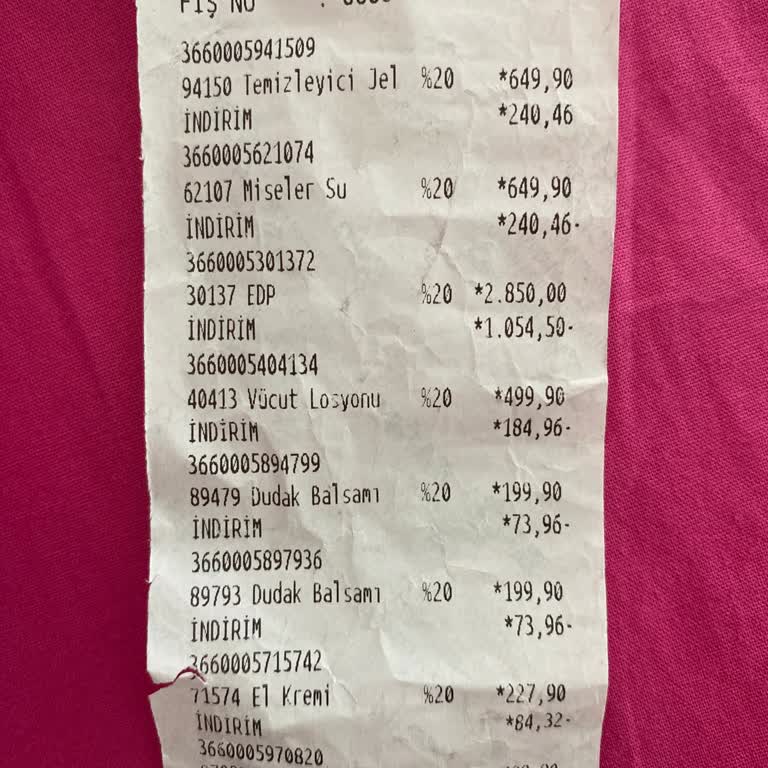 FİŞ NO :
3660005941509
94150 Temizleyici Jel %20 *649,90
İNDİRİM *240,46
3660005621074
62107 Miseler Su %20 *649,90
İNDİRİM *240,46-
3660005301372
30137 EDP %20 *2.850,00
İNDİRİM *1.054,50-
3660005404134
40413 Vücut Losyonu %20 *499,90
İNDİRİM *184,96-
3660005894799
89479 Dudak Balsamı %20 *199,90
İNDİRİM *73,96-
3660005897936
89793 Dudak Balsamı %20 *199,90
İNDİRİM *73,96-
3660005715742
71574 El Kremi %20 *227,90
İNDİRİM *84,32-
3660005970820